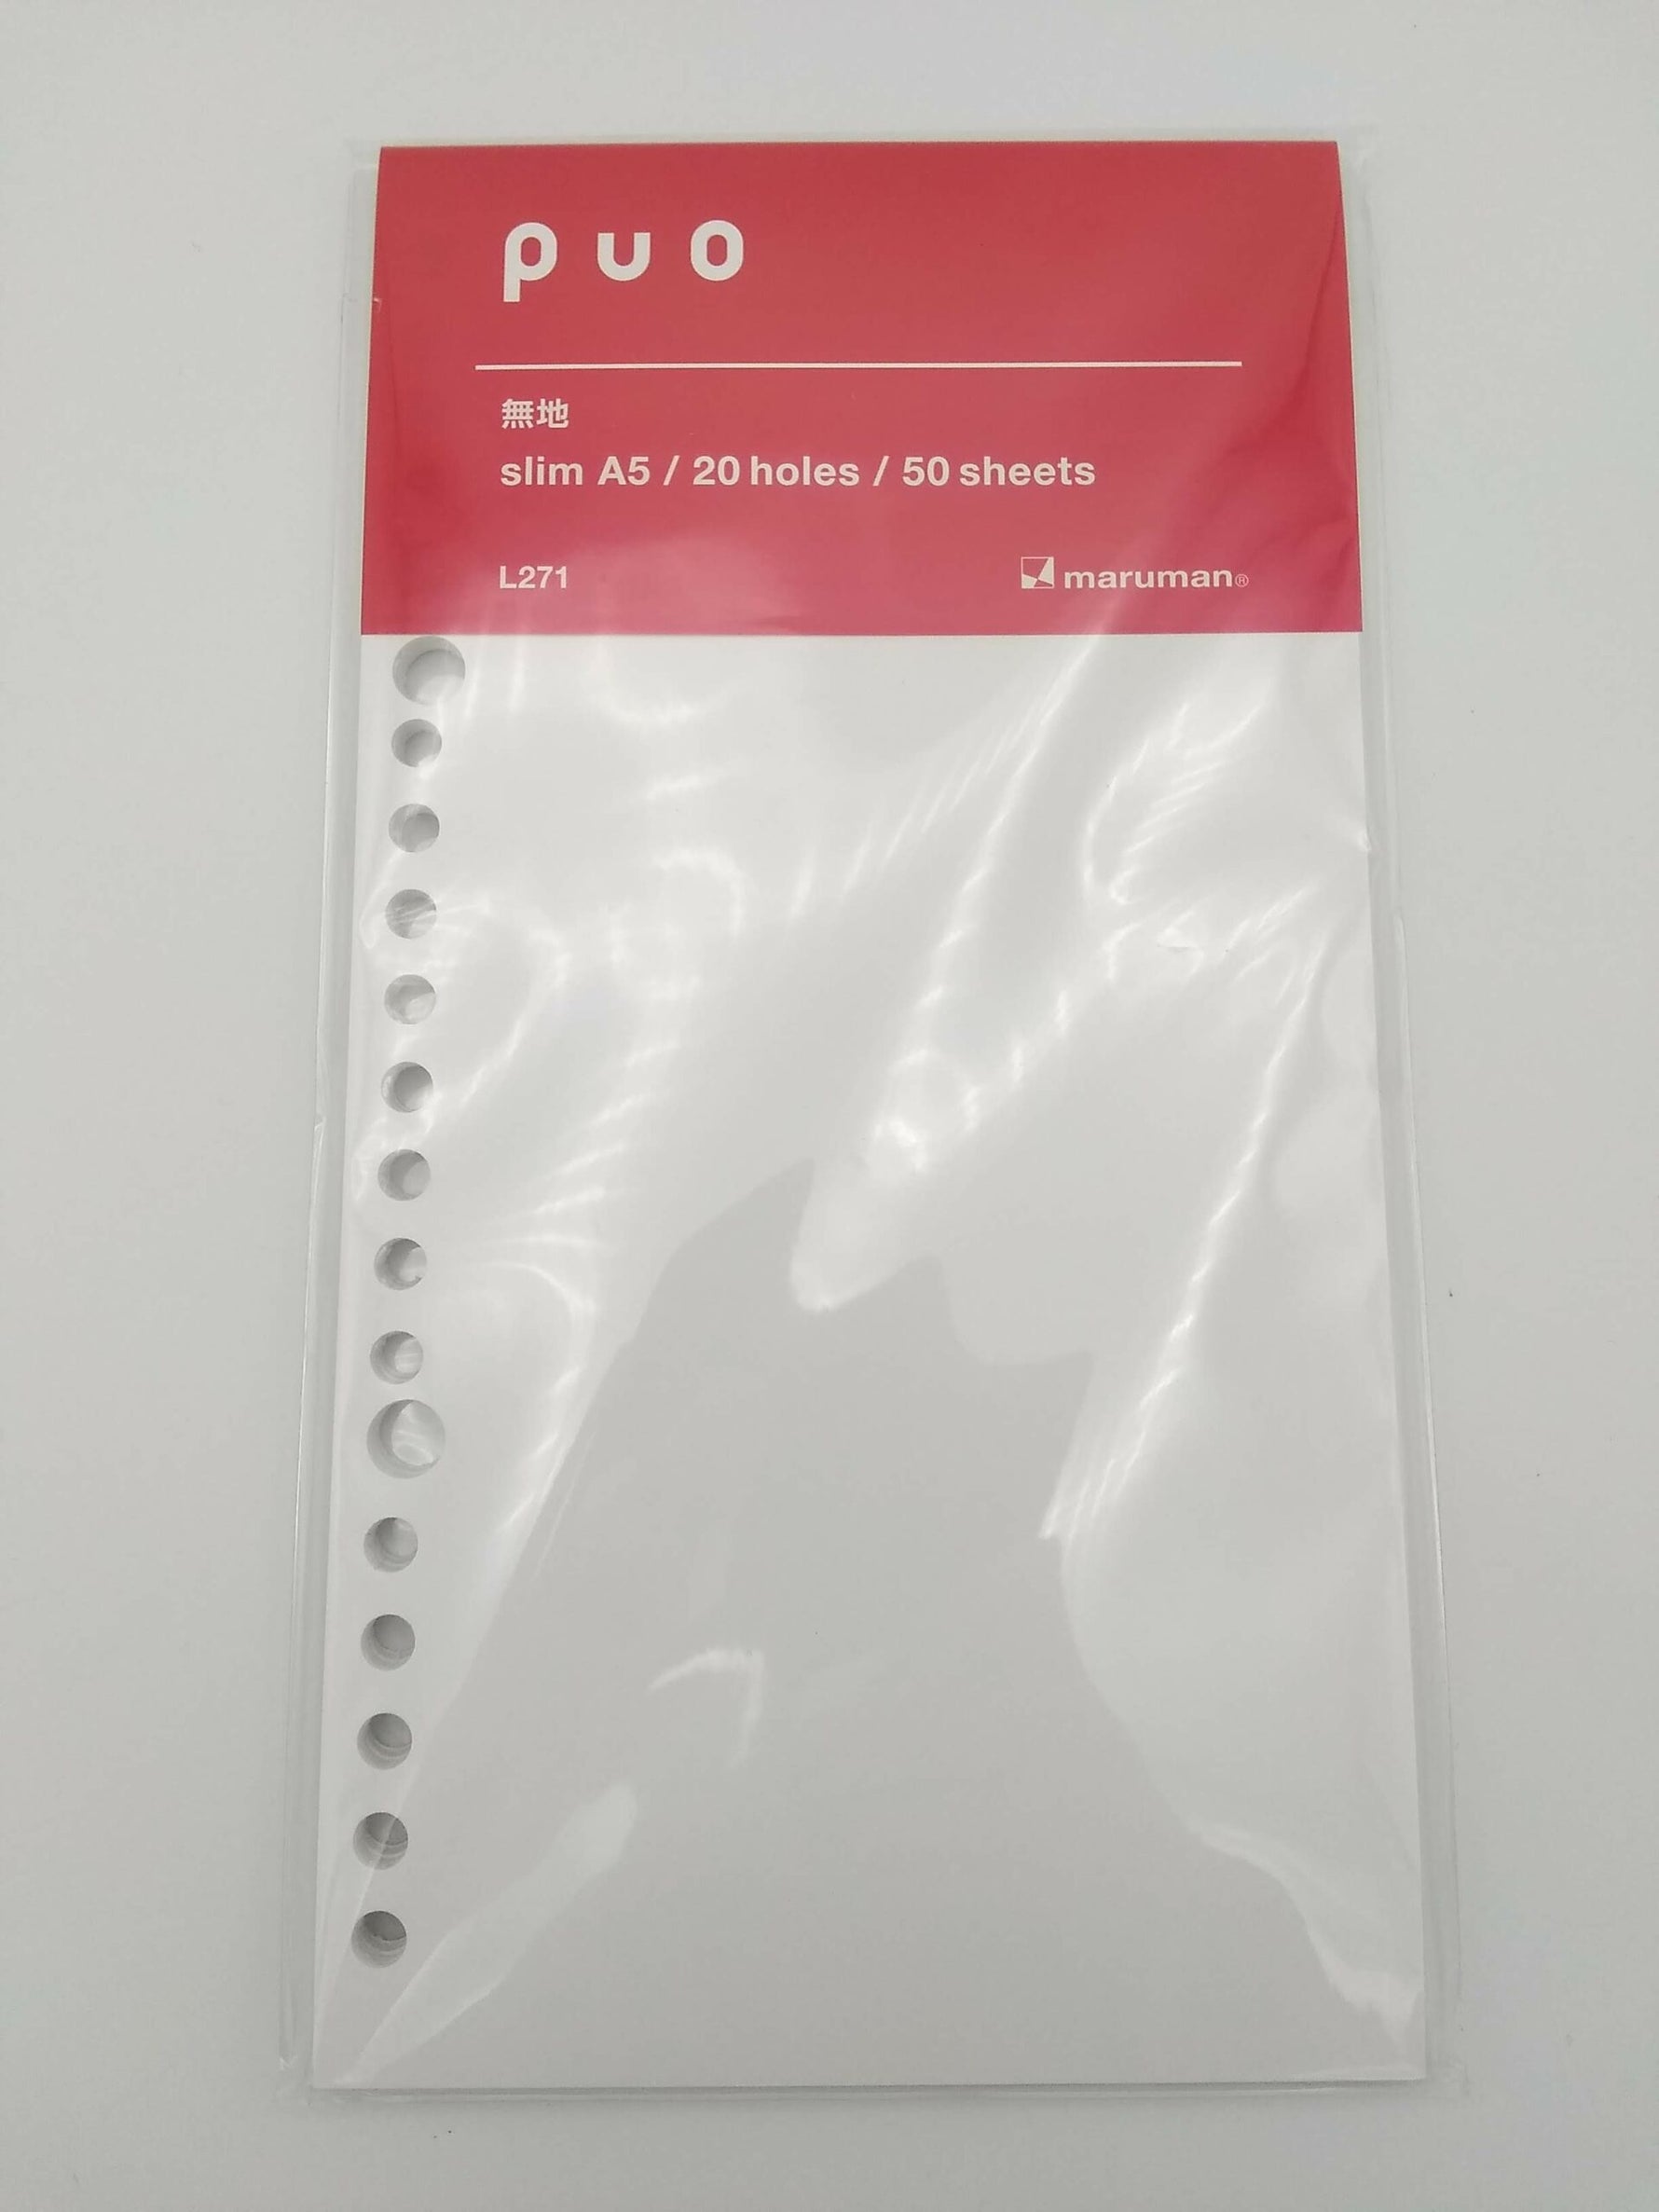 puo
無地
slim A5 / 20 holes / 50 sheets
L271
maruman®